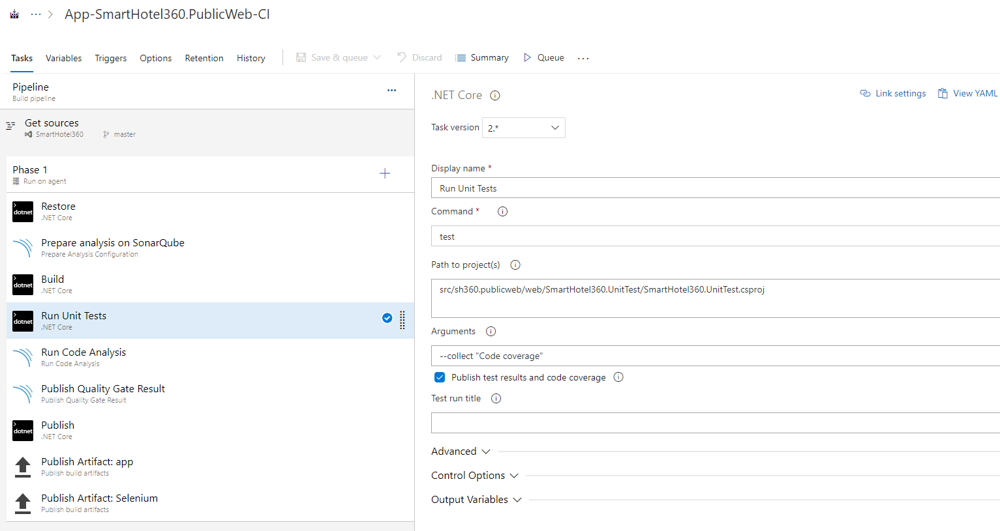 ··· > App-SmartHotel360.PublicWeb-CI
Tasks Variables Triggers Options Retention History Save & queue Discard Summary Queue ···
Pipeline ···
Build pipeline
Get sources
SmartHotel360 master
Phase 1
Run on agent
dotnet Restore
.NET Core
Prepare analysis on SonarQube
Prepare Analysis Configuration
dotnet Build
.NET Core
dotnet Run Unit Tests
.NET Core
Run Code Analysis
Run Code Analysis
Publish Quality Gate Result
Publish Quality Gate Result
dotnet Publish
.NET Core
Publish Artifact: app
Publish build artifacts
Publish Artifact: Selenium
Publish build artifacts
.NET Core Link settings View YAML
Task version 2.*
Display name *
Run Unit Tests
Command *
test
Path to project(s)
src/sh360.publicweb/web/SmartHotel360.UnitTest/SmartHotel360.UnitTest.csproj
Arguments
--collect "Code coverage"
Publish test results and code coverage
Test run title
Advanced
Control Options
Output Variables